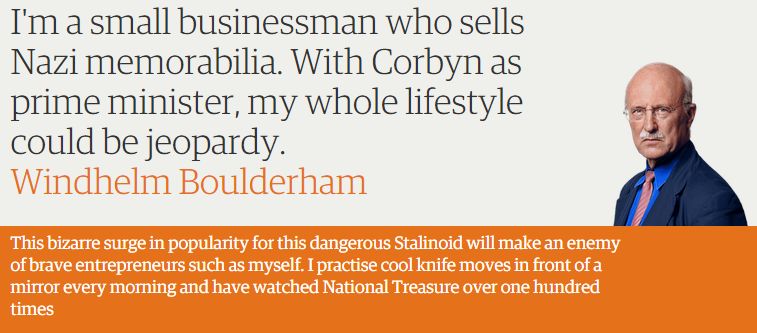 I'm a small businessman who sells
Nazi memorabilia. With Corbyn as
prime minister, my whole lifestyle
could be jeopardy.
Windhelm Boulderham
This bizarre surge in popularity for this dangerous Stalinoid will make an enemy
of brave entrepreneurs such as myself. I practise cool knife moves in front of a
mirror every morning and have watched National Treasure over one hundred
times